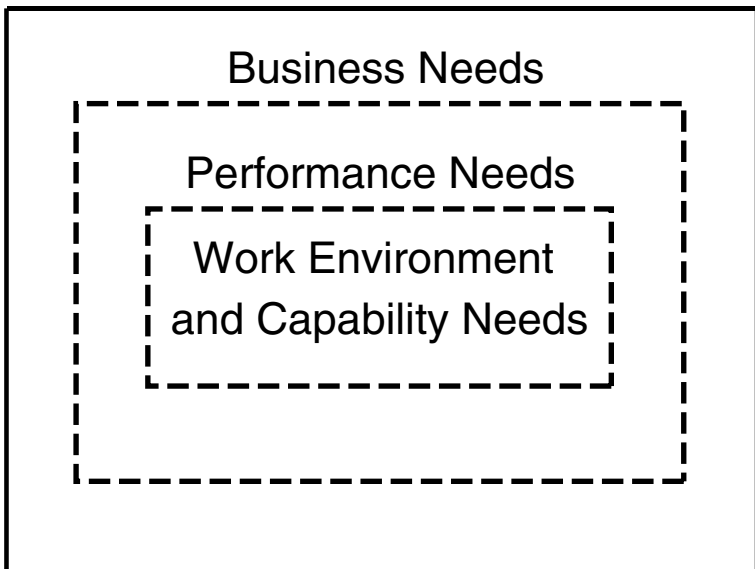 Business Needs
Performance Needs
Work Environment
and Capability Needs